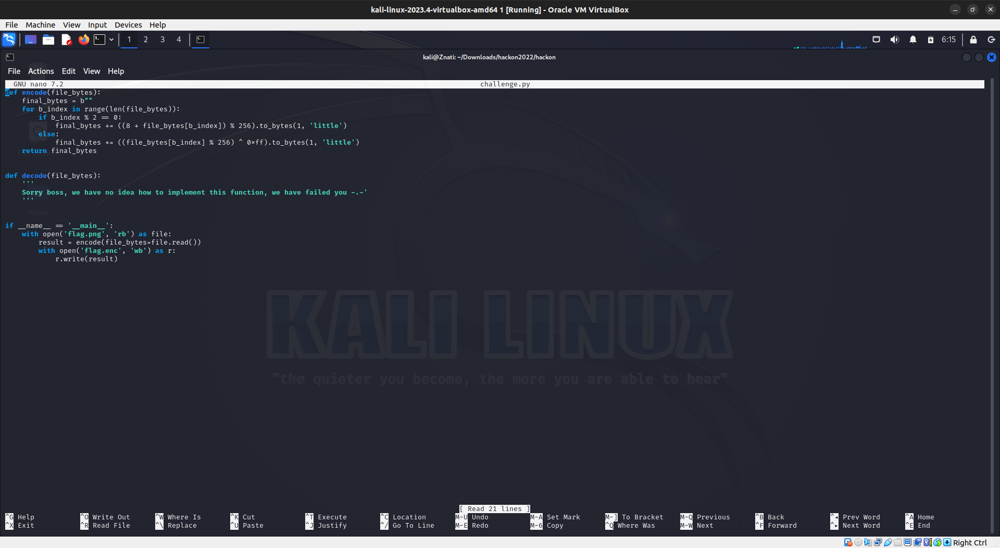 kali-linux-2023.4-virtualbox-amd64 1 [Running] - Oracle VM VirtualBox
File Machine View Input Devices Help
1 2 3 4 6:15
kali@Znati: ~/Downloads/hackon2022/hackon
File Actions Edit View Help
GNU nano 7.2 challenge.py
def encode(file_bytes):
    final_bytes = b""
    for b_index in range(len(file_bytes)):
        if b_index % 2 == 0:
            final_bytes += ((8 + file_bytes[b_index]) % 256).to_bytes(1, 'little')
        else:
            final_bytes += ((file_bytes[b_index] % 256) ^ 0xff).to_bytes(1, 'little')
    return final_bytes
File System
def decode(file_bytes):
    '''
    Sorry boss, we have no idea how to implement this function, we have failed you -.-'
    '''
Home
if __name__ == '__main__':
    with open('flag.png', 'rb') as file:
        result = encode(file_bytes=file.read())
        with open('flag.enc', 'wb') as r:
            r.write(result)
KALI LINUX
"the quieter you become, the more you are able to hear"
[ Read 21 lines ]
^G Help ^O Write Out ^W Where Is ^K Cut ^T Execute ^C Location M-U Undo M-A Set Mark M-] To Bracket M-Q Previous ^B Back ^◂ Prev Word ^A Home
^X Exit ^R Read File ^\ Replace ^U Paste ^J Justify ^/ Go To Line M-E Redo M-6 Copy ^Q Where Was M-W Next ^F Forward ^▸ Next Word ^E End
Right Ctrl